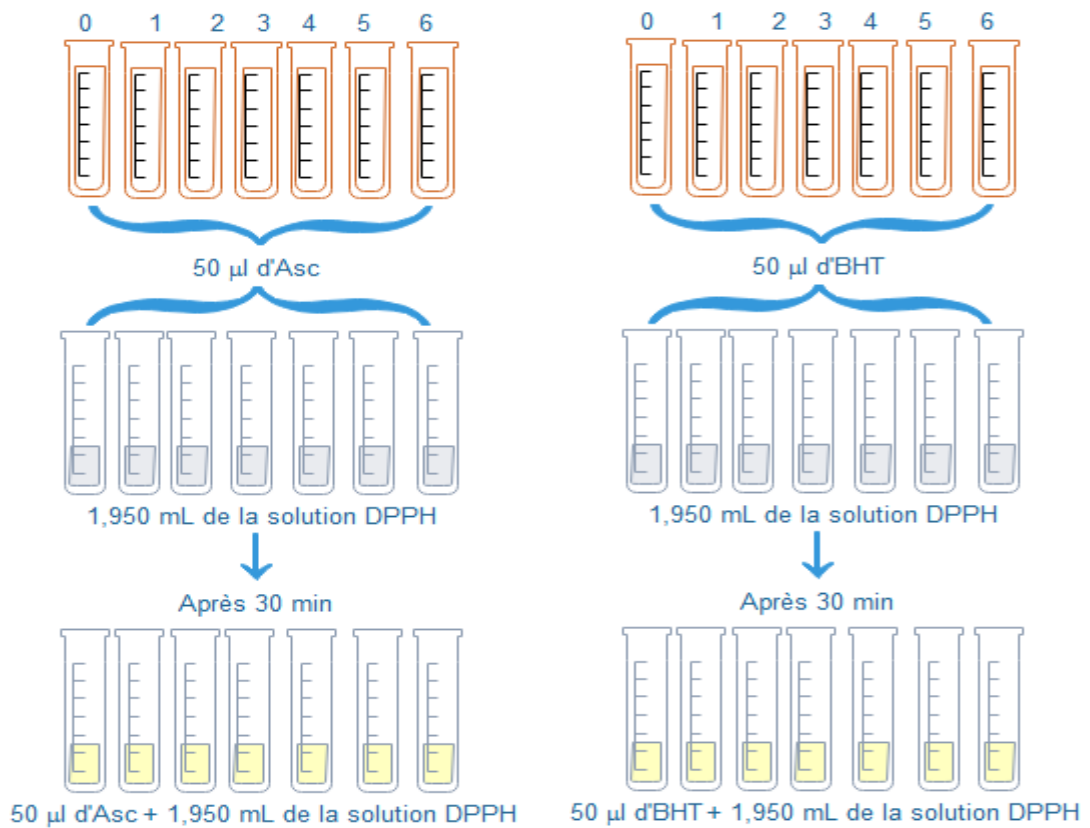 0 1 2 3 4 5 6
0 1 2 3 4 5 6
50 µl d'Asc
50 µl d'BHT
1,950 mL de la solution DPPH
1,950 mL de la solution DPPH
Après 30 min
Après 30 min
50 µl d'Asc + 1,950 mL de la solution DPPH
50 µl d'BHT + 1,950 mL de la solution DPPH